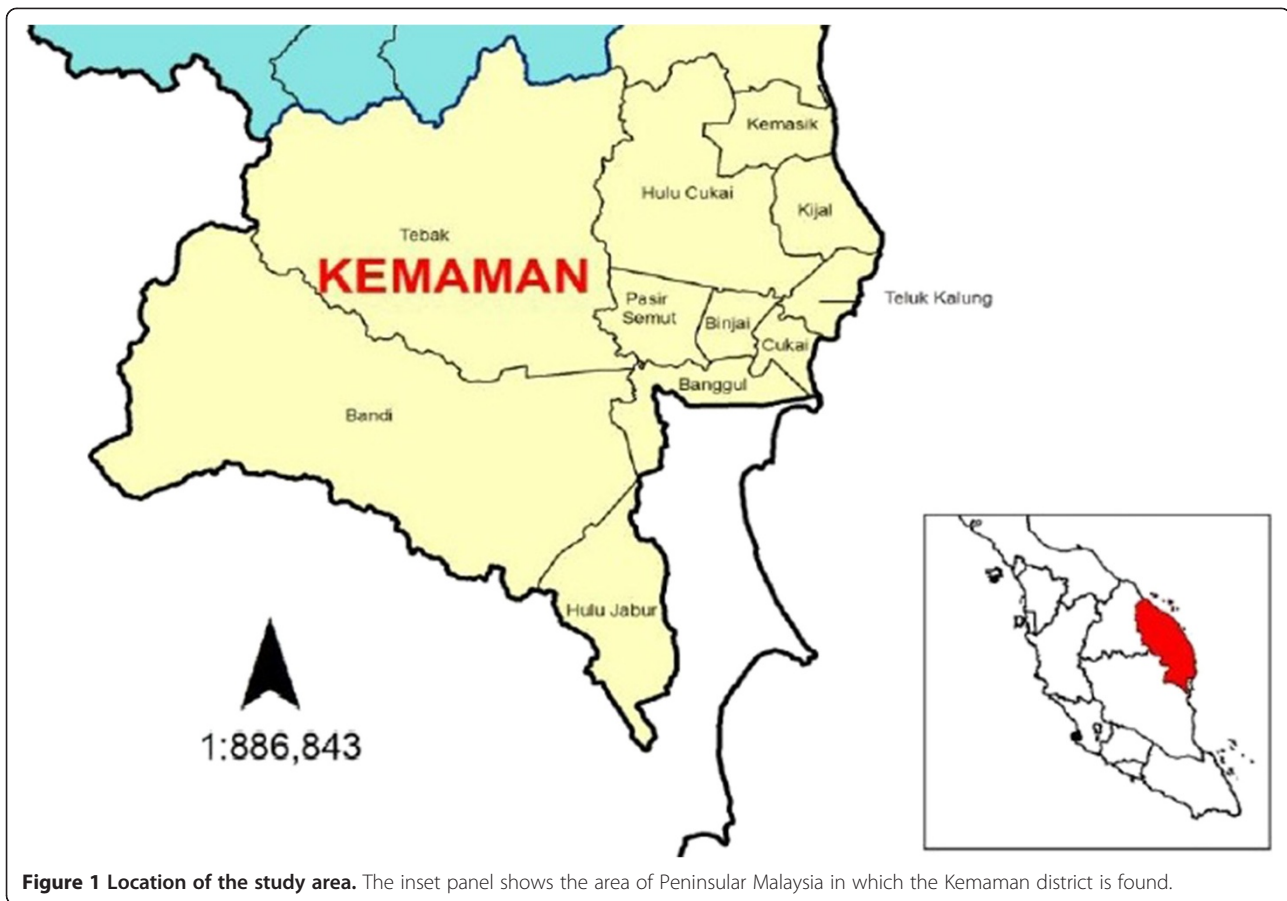 Kemasik
Hulu Cukai
Kijal
Tebak
KEMAMAN
Teluk Kalung
Pasir
Semut
Binjai
Cukai
Banggul
Bandi
Hulu Jabur
1:886,843
Figure 1 Location of the study area. The inset panel shows the area of Peninsular Malaysia in which the Kemaman district is found.